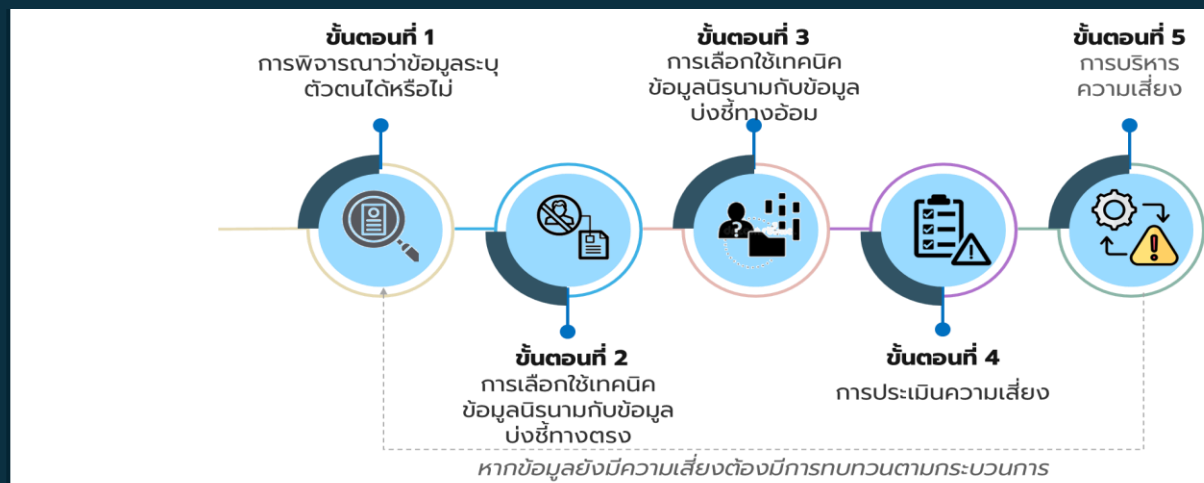 ขั้นตอนที่ 1
การพิจารณาว่าข้อมูลระบุ
ตัวตนได้หรือไม่
ขั้นตอนที่ 2
การเลือกใช้เทคนิค
ข้อมูลนิรนามกับข้อมูล
บ่งชี้ทางตรง
ขั้นตอนที่ 3
การเลือกใช้เทคนิค
ข้อมูลนิรนามกับข้อมูล
บ่งชี้ทางอ้อม
ขั้นตอนที่ 4
การประเมินความเสี่ยง
ขั้นตอนที่ 5
การบริหาร
ความเสี่ยง
หากข้อมูลยังมีความเสี่ยงต้องมีการทบทวนตามกระบวนการ